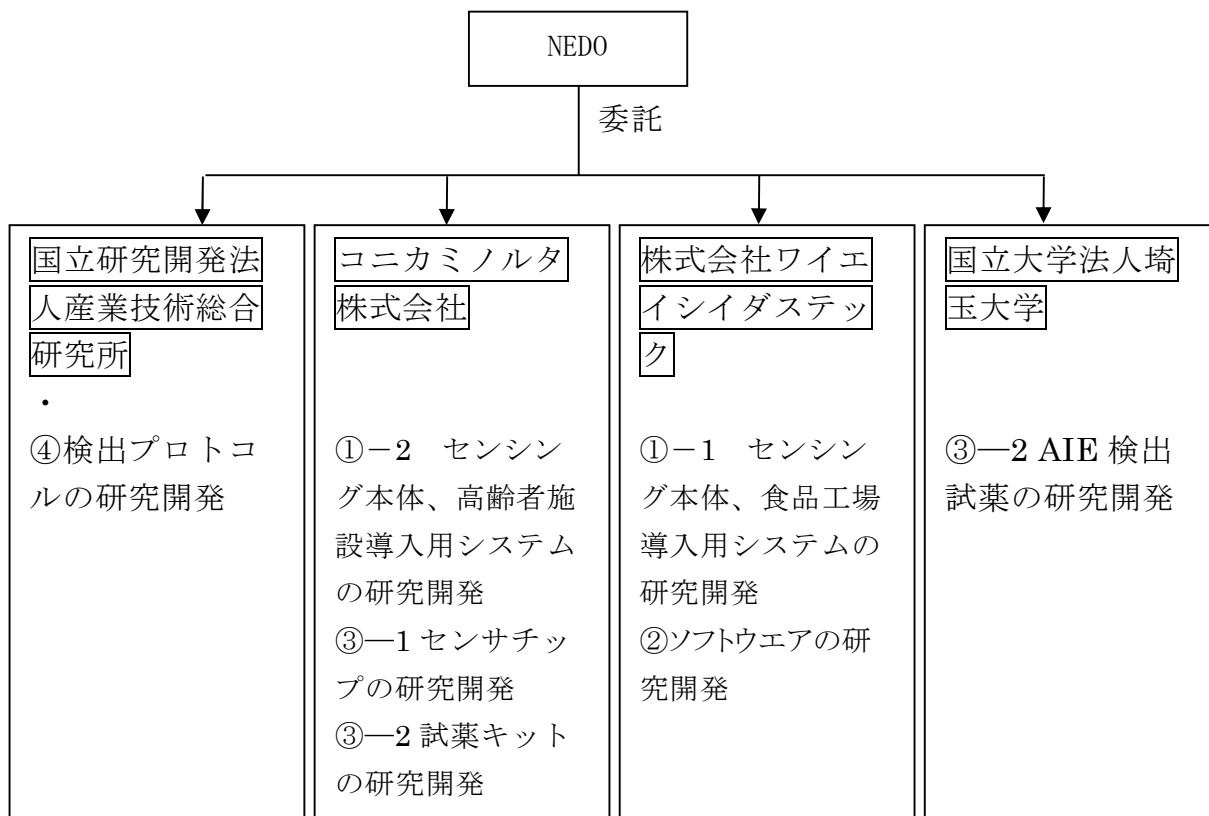 NEDO
委託
国立研究開発法
人産業技術総合
研究所
・
④検出プロトコ
ルの研究開発
コニカミノルタ
株式会社
①－2　センシン
グ本体、高齢者施
設導入用システム
の研究開発
③―1 センサチッ
プの研究開発
③―2 試薬キット
の研究開発
株式会社ワイエ
イシイダステッ
ク
①－1　センシン
グ本体、食品工場
導入用システムの
研究開発
②ソフトウエアの研
究開発
国立大学法人埼
玉大学
③―2 AIE 検出
試薬の研究開発